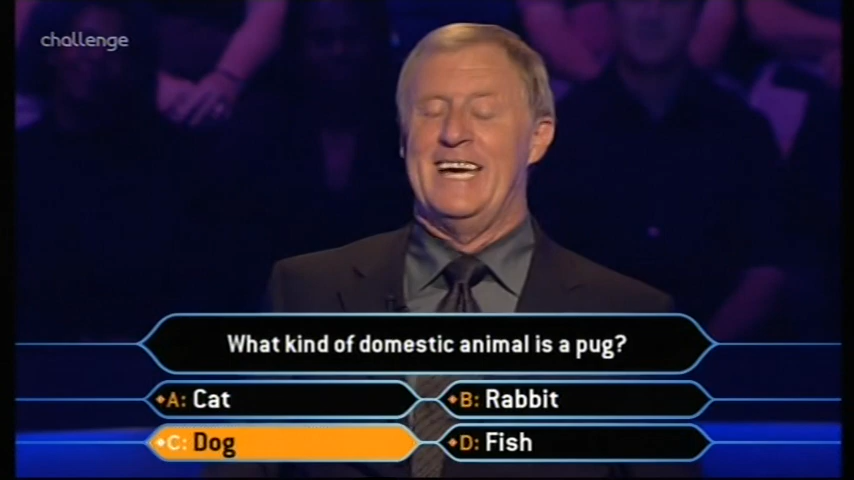 challenge
What kind of domestic animal is a pug?
A: Cat
B: Rabbit
C: Dog
D: Fish